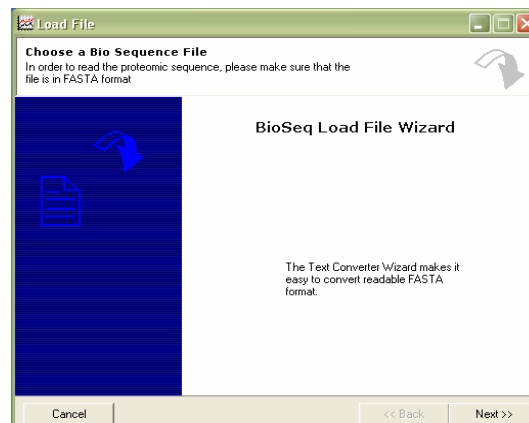 Load File
Choose a Bio Sequence File
In order to read the proteomic sequence, please make sure that the
file is in FASTA format
BioSeq Load File Wizard
The Text Converter Wizard makes it
easy to convert readable FASTA
format.
Cancel
<< Back
Next >>